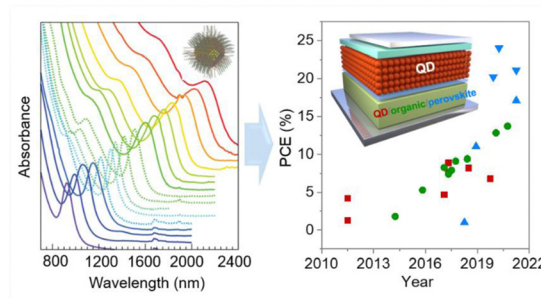 Absorbance
800 1200 1600 2000 2400
Wavelength (nm)
PCE (%)
25
20
15
10
5
0
QD
QD organic perovskite
2010 2013 2016 2019 2022
Year